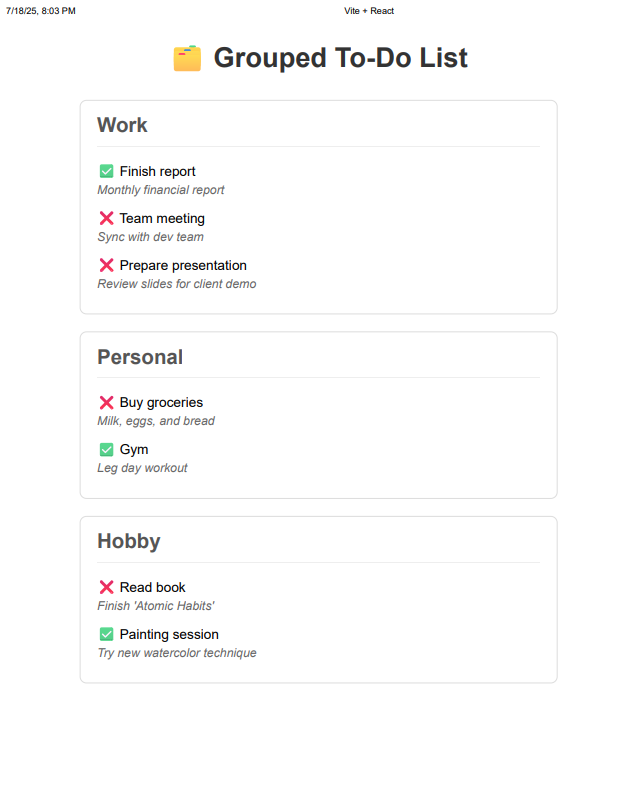 7/18/25, 8:03 PM
Vite + React
Grouped To-Do List
Work
Finish report
Monthly financial report
Team meeting
Sync with dev team
Prepare presentation
Review slides for client demo
Personal
Buy groceries
Milk, eggs, and bread
Gym
Leg day workout
Hobby
Read book
Finish 'Atomic Habits'
Painting session
Try new watercolor technique